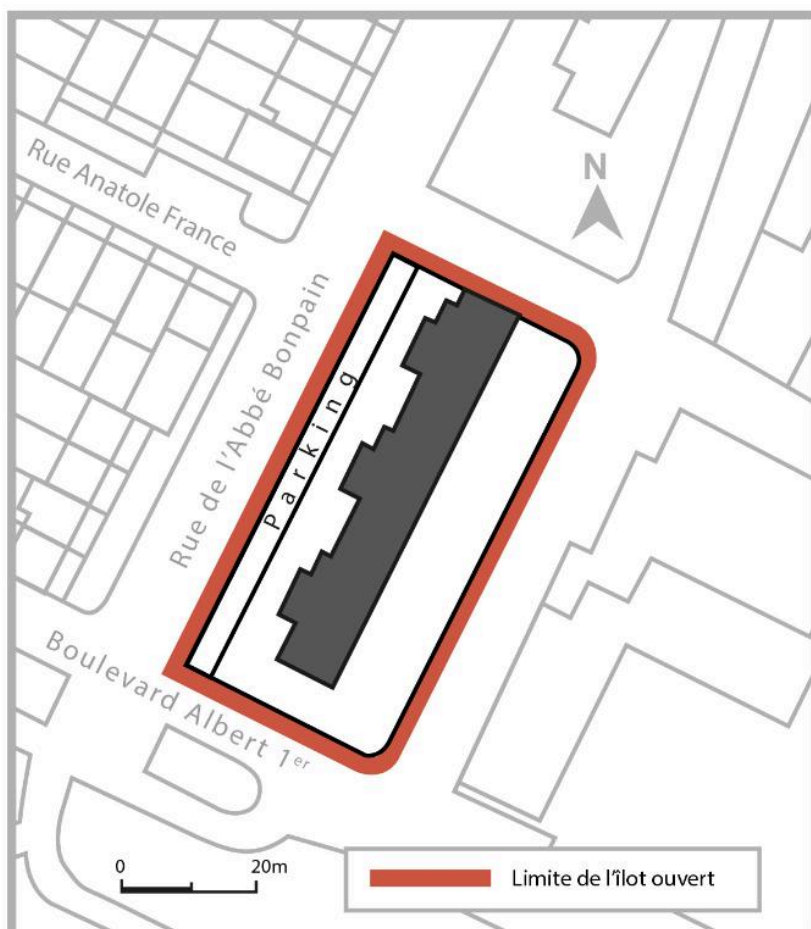 Rue Anatole France
N
Rue de l'Abbé Bonpain
Parking
Boulevard Albert 1er
0
20m
Limite de l'îlot ouvert